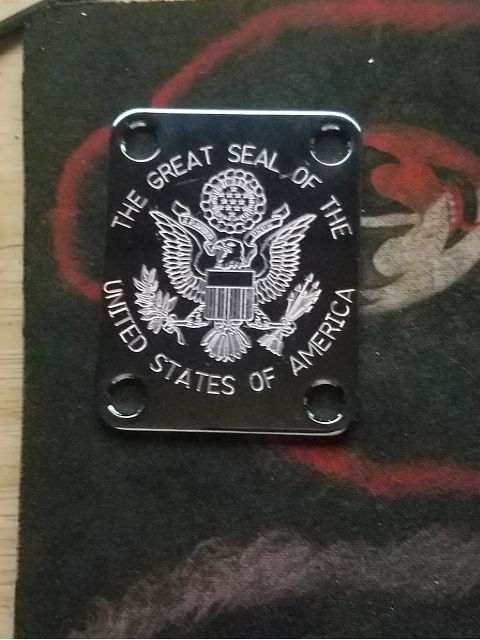 THE GREAT SEAL OF THE
UNITED STATES OF AMERICA